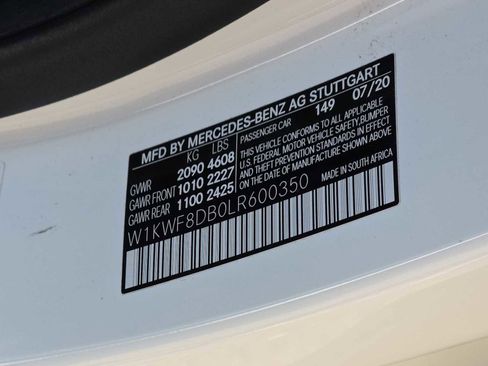 MFD BY MERCEDES-BENZ AG STUTTGART
PASSENGER CAR 149 07/20
KG LBS
GVWR 2090 4608
GAWR FRONT 1010 2227
GAWR REAR 1100 2425
THIS VEHICLE CONFORMS TO ALL APPLICABLE
U.S. FEDERAL MOTOR VEHICLE SAFETY,BUMPER
AND THEFT PREVENTION STANDARDS IN EFFECT
ON THE DATE OF MANUFACTURE SHOWN ABOVE.
MADE IN SOUTH AFRICA
W1KWF8DB0LR600350